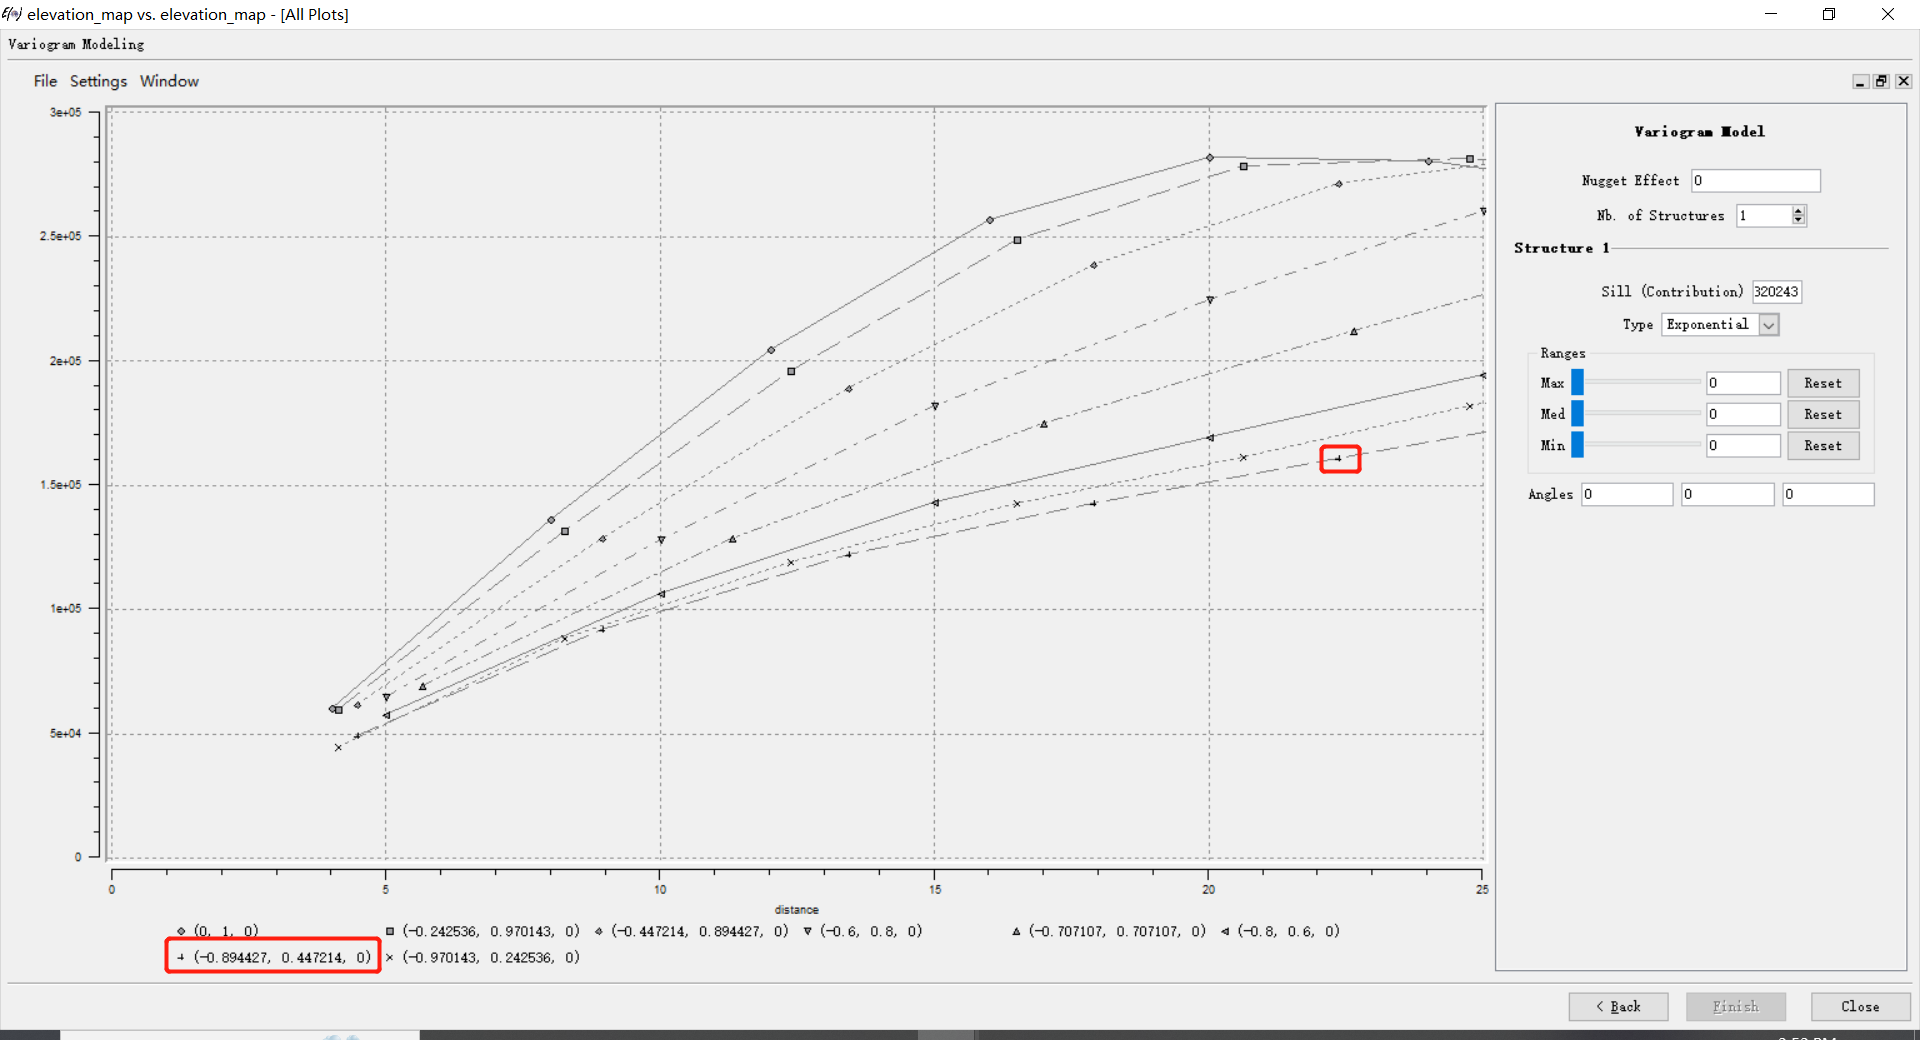 elevation_map vs. elevation_map - [All Plots]
Variogram Modeling
File Settings Window
3e+05
2.5e+05
2e+05
1.5e+05
1e+05
5e+04
0
0 5 10 15 20 25
distance
(0, 1, 0) (-0.242536, 0.970143, 0) (-0.447214, 0.894427, 0) (-0.6, 0.8, 0) (-0.707107, 0.707107, 0) (-0.8, 0.6, 0)
(-0.894427, 0.447214, 0) (-0.970143, 0.242536, 0)
Variogram Model
Nugget Effect 0
Nb. of Structures 1
Structure 1
Sill (Contribution) 320243
Type Exponential
Ranges
Max 0 Reset
Med 0 Reset
Min 0 Reset
Angles 0 0 0
< Back Finish Close